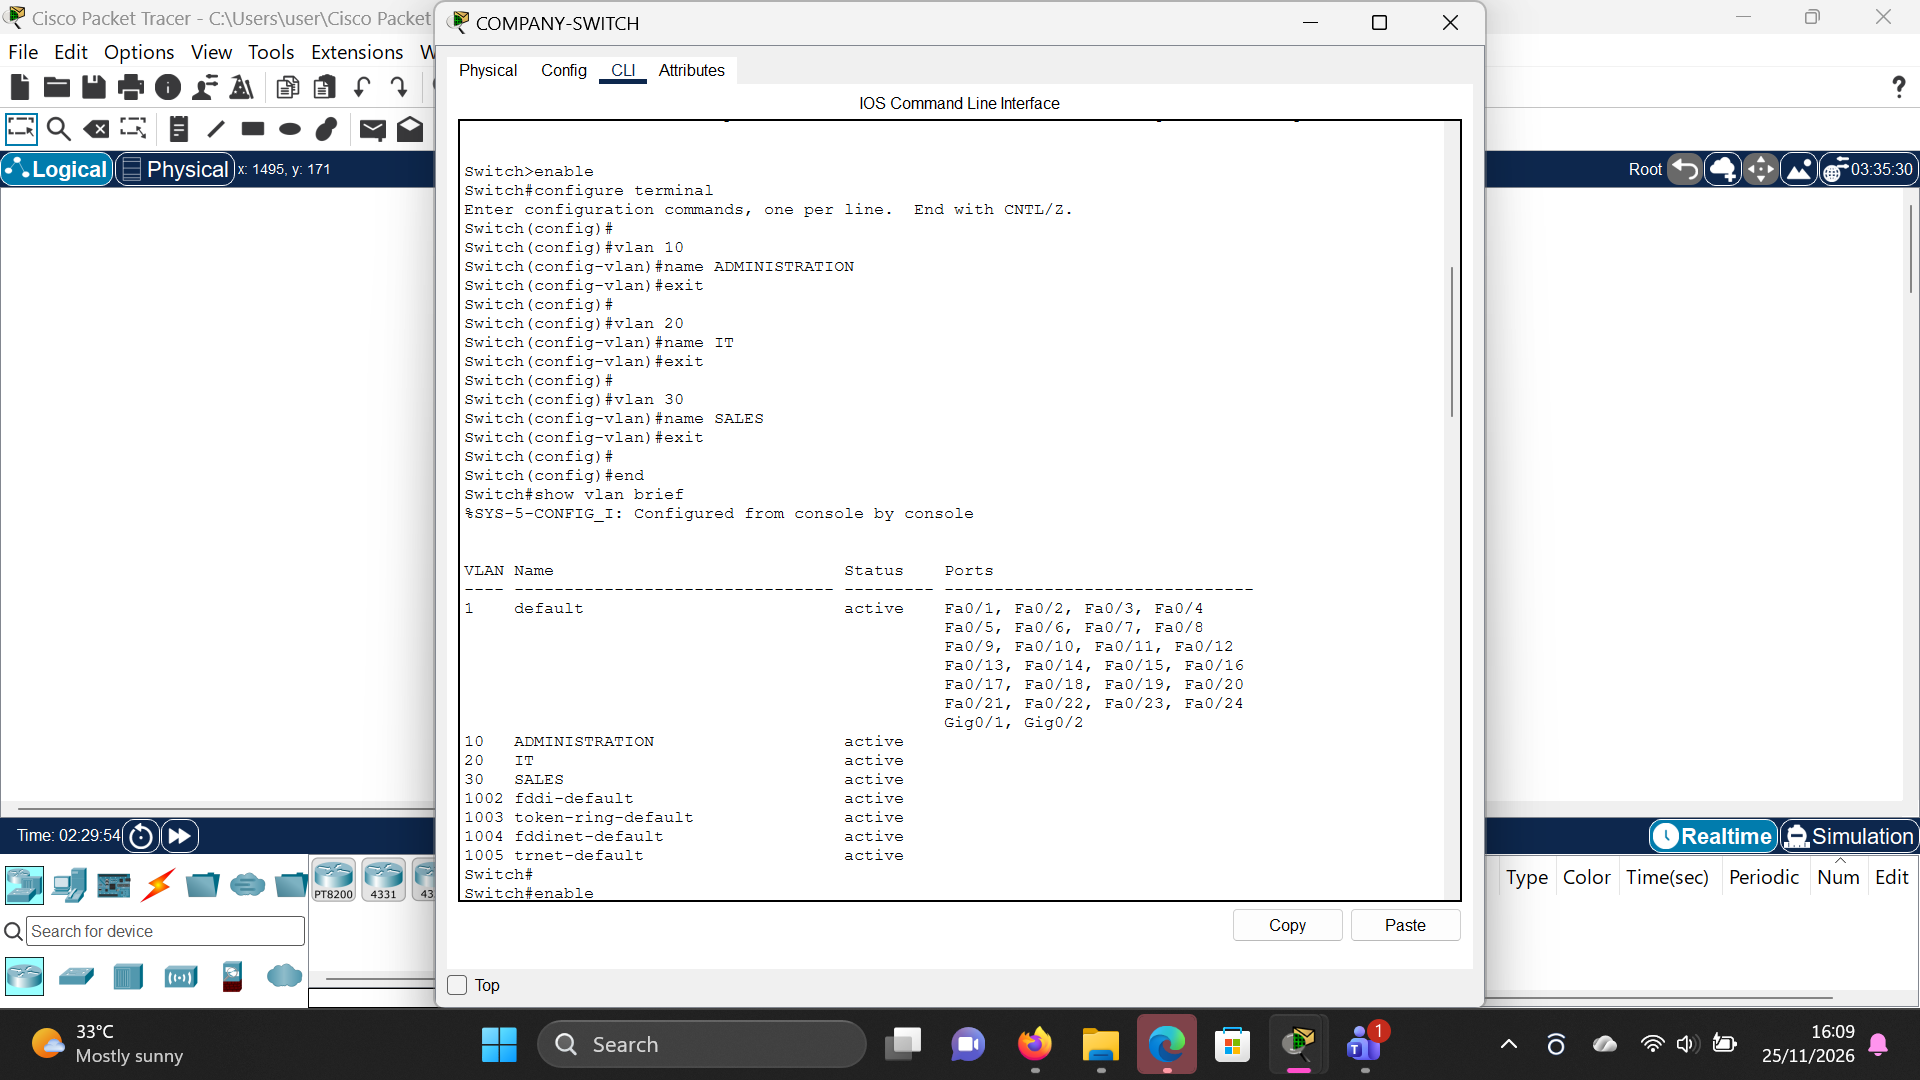 Cisco Packet Tracer - C:\Users\user\Cisco Packet
File Edit Options View Tools Extensions W
Logical
Physical
x: 1495, y: 171
COMPANY-SWITCH
Physical Config CLI Attributes
IOS Command Line Interface
Switch>enable
Switch#configure terminal
Enter configuration commands, one per line.  End with CNTL/Z.
Switch(config)#
Switch(config)#vlan 10
Switch(config-vlan)#name ADMINISTRATION
Switch(config-vlan)#exit
Switch(config)#
Switch(config)#vlan 20
Switch(config-vlan)#name IT
Switch(config-vlan)#exit
Switch(config)#
Switch(config)#vlan 30
Switch(config-vlan)#name SALES
Switch(config-vlan)#exit
Switch(config)#
Switch(config)#end
Switch#show vlan brief
%SYS-5-CONFIG_I: Configured from console by console
VLAN Name                             Status    Ports
---- -------------------------------- --------- -------------------------------
1    default                          active    Fa0/1, Fa0/2, Fa0/3, Fa0/4
                                                Fa0/5, Fa0/6, Fa0/7, Fa0/8
                                                Fa0/9, Fa0/10, Fa0/11, Fa0/12
                                                Fa0/13, Fa0/14, Fa0/15, Fa0/16
                                                Fa0/17, Fa0/18, Fa0/19, Fa0/20
                                                Fa0/21, Fa0/22, Fa0/23, Fa0/24
                                                Gig0/1, Gig0/2
10   ADMINISTRATION                   active
20   IT                               active
30   SALES                            active
1002 fddi-default                     active
1003 token-ring-default               active
1004 fddinet-default                  active
1005 trnet-default                    active
Switch#
Switch#enable
Copy Paste
Top
Root
03:35:30
Time: 02:29:54
Realtime
Simulation
PT8200 4331 43
Search for device
Type Color Time(sec) Periodic Num Edit
33°C
Mostly sunny
Search
1
16:09
25/11/2026